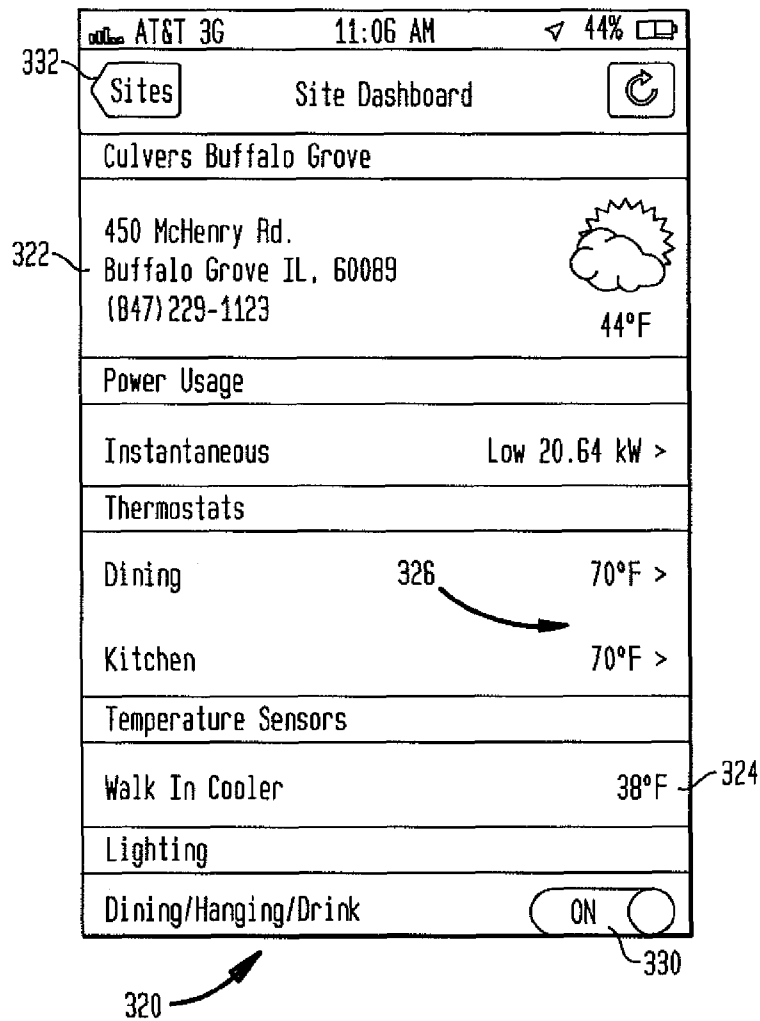 AT&T 3G 11:06 AM 44%
332
Sites Site Dashboard
Culvers Buffalo Grove
450 McHenry Rd.
322 Buffalo Grove IL, 60089
(847)229-1123
44°F
Power Usage
Instantaneous Low 20.64 kW >
Thermostats
Dining 326 70°F >
Kitchen 70°F >
Temperature Sensors
Walk In Cooler 38°F 324
Lighting
Dining/Hanging/Drink ON
330
320